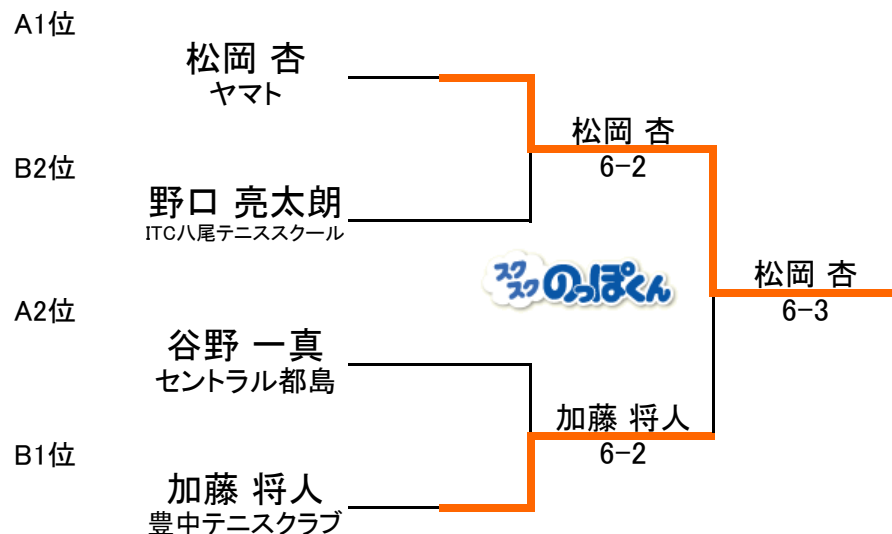 A1位
松岡 杏
ヤマト
松岡 杏
6-2
B2位
野口 亮太朗
ITC八尾テニススクール
スクスク のっぽくん
松岡 杏
6-3
A2位
谷野 一真
セントラル都島
加藤 将人
6-2
B1位
加藤 将人
豊中テニスクラブ